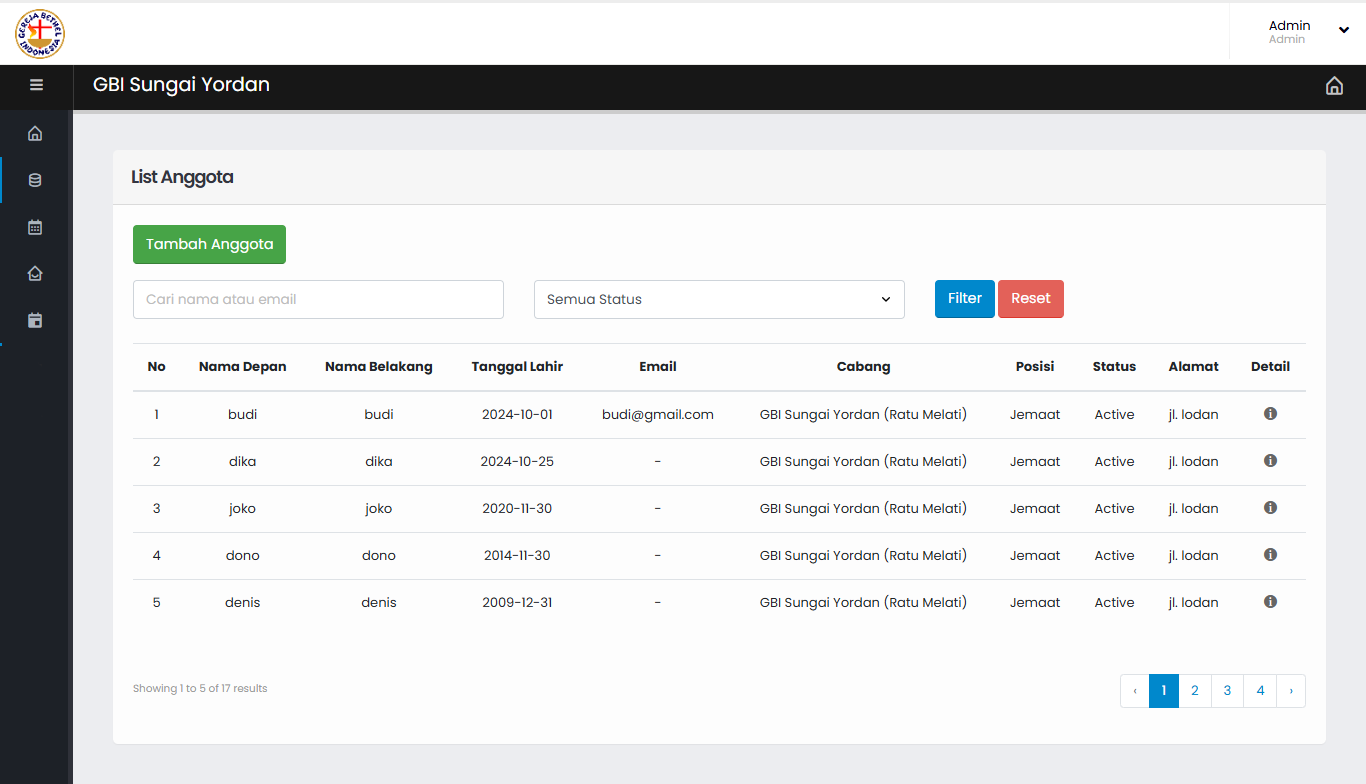 GEREJA BETHEL INDONESIA
Admin
Admin
GBI Sungai Yordan
List Anggota
Tambah Anggota
Cari nama atau email Semua Status Filter Reset
No Nama Depan Nama Belakang Tanggal Lahir Email Cabang Posisi Status Alamat Detail
1 budi budi 2024-10-01 budi@gmail.com GBI Sungai Yordan (Ratu Melati) Jemaat Active jl. lodan
2 dika dika 2024-10-25 - GBI Sungai Yordan (Ratu Melati) Jemaat Active jl. lodan
3 joko joko 2020-11-30 - GBI Sungai Yordan (Ratu Melati) Jemaat Active jl. lodan
4 dono dono 2014-11-30 - GBI Sungai Yordan (Ratu Melati) Jemaat Active jl. lodan
5 denis denis 2009-12-31 - GBI Sungai Yordan (Ratu Melati) Jemaat Active jl. lodan
Showing 1 to 5 of 17 results ‹ 1 2 3 4 ›